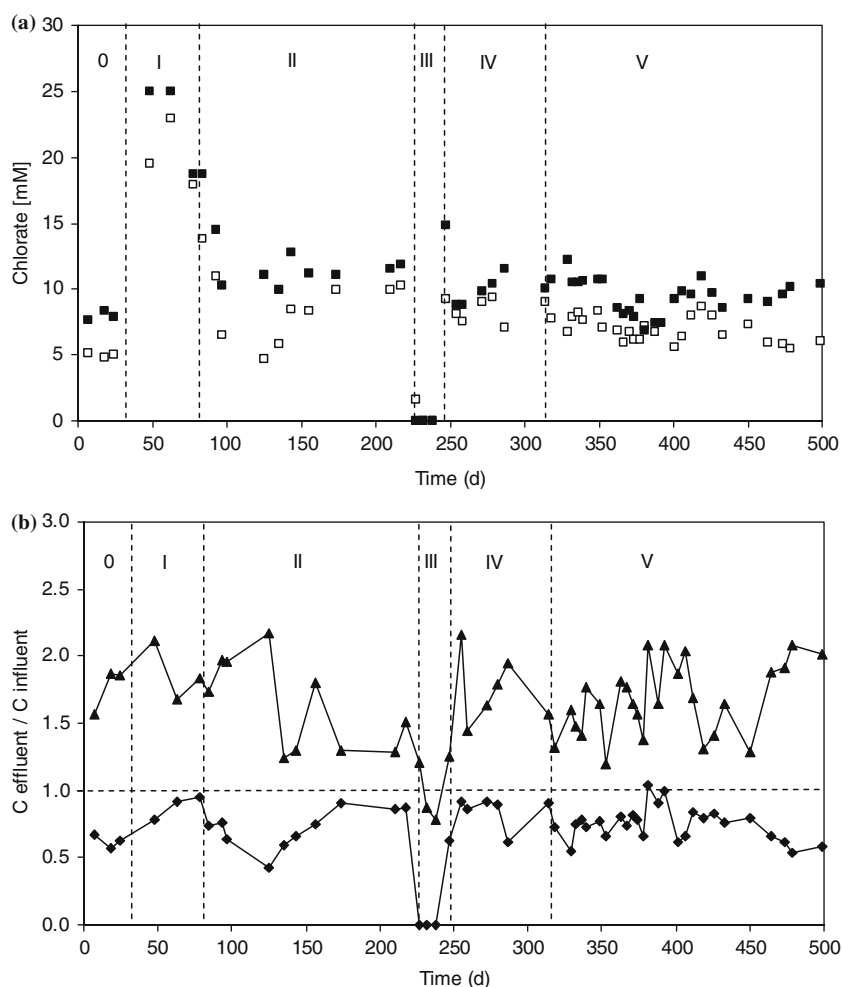 (a)
30
25
20
15
10
5
0
Chlorate [mM]
0 I II III IV V
0 50 100 150 200 250 300 350 400 450 500
Time (d)
(b)
3.0
2.5
2.0
1.5
1.0
0.5
0.0
C effluent / C influent
0 I II III IV V
0 50 100 150 200 250 300 350 400 450 500
Time (d)